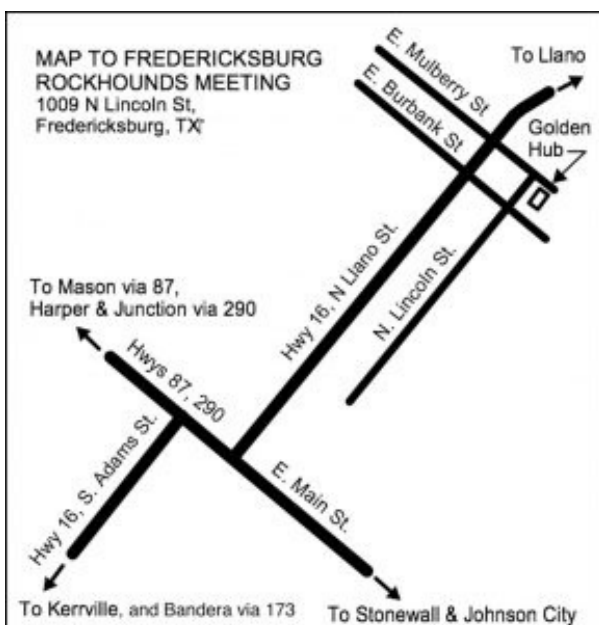 MAP TO FREDERICKSBURG
ROCKHOUNDS MEETING
1009 N Lincoln St,
Fredericksburg, TX
E. Mulberry St
To Llano
E. Burbank St
Golden
Hub
Hwy 16, N Llano St.
N. Lincoln St.
To Mason via 87,
Harper & Junction via 290
Hwys 87, 290
Hwy 16, S. Adams St.
E. Main St.
To Kerrville, and Bandera via 173
To Stonewall & Johnson City